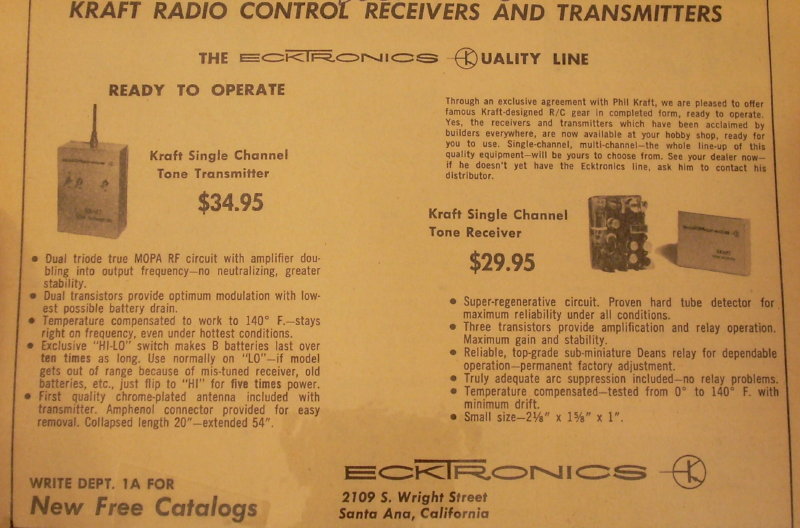 KRAFT RADIO CONTROL RECEIVERS AND TRANSMITTERS
THE ECKTRONICS QUALITY LINE
READY TO OPERATE
Kraft Single Channel
Tone Transmitter
$34.95
Through an exclusive agreement with Phil Kraft, we are pleased to offer
famous Kraft-designed R/C gear in completed form, ready to operate.
Yes, the receivers and transmitters which have been acclaimed by
builders everywhere, are now available at your hobby shop, ready for
you to use. Single-channel, multi-channel—the whole line-up of this
quality equipment—will be yours to choose from. See your dealer now—
if he doesn't yet have the Ecktronics line, ask him to contact his
distributor.
Kraft Single Channel
Tone Receiver
$29.95
• Dual triode true MOPA RF circuit with amplifier dou-
bling into output frequency—no neutralizing, greater
stability.
• Dual transistors provide optimum modulation with low-
est possible battery drain.
• Temperature compensated to work to 140° F.—stays
right on frequency, even under hottest conditions.
• Exclusive "HI-LO" switch makes B batteries last over
ten times as long. Use normally on "LO"—if model
gets out of range because of mis-tuned receiver, old
batteries, etc., just flip to "HI" for five times power.
• First quality chrome-plated antenna included with
transmitter. Amphenol connector provided for easy
removal. Collapsed length 20"—extended 54".
• Super-regenerative circuit. Proven hard tube detector for
maximum reliability under all conditions.
• Three transistors provide amplification and relay operation.
Maximum gain and stability.
• Reliable, top-grade sub-miniature Deans relay for dependable
operation—permanent factory adjustment.
• Truly adequate arc suppression included—no relay problems.
• Temperature compensated—tested from 0° to 140° F. with
minimum drift.
• Small size—2⅛" x 1⅝" x 1".
WRITE DEPT. 1A FOR
New Free Catalogs
ECKTRONICS
2109 S. Wright Street
Santa Ana, California